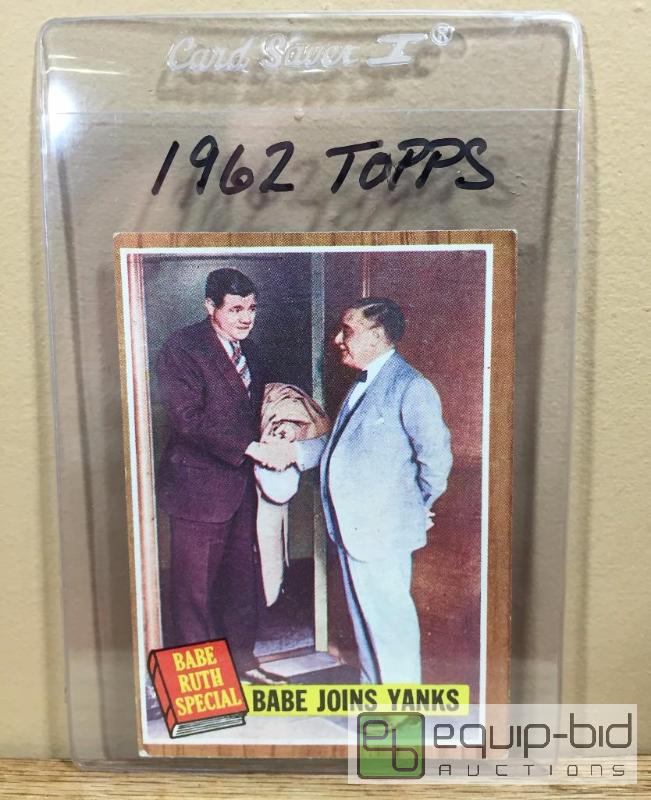 Card Saver I®
1962 TOPPS
BABE
RUTH
SPECIAL
BABE JOINS YANKS
eb equip-bid
AUCTIONS